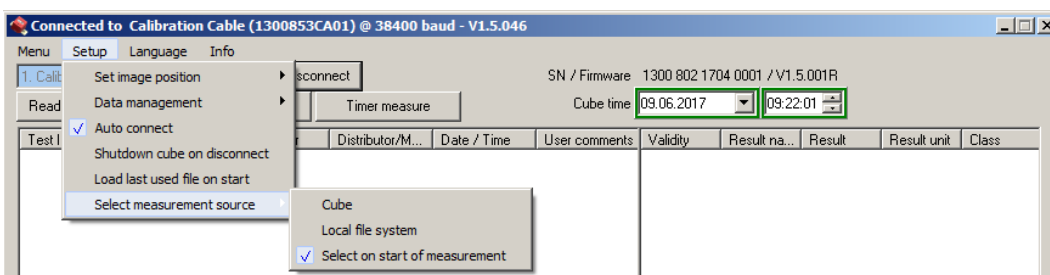 Connected to Calibration Cable (1300853CA01) @ 38400 baud - V1.5.046
Menu Setup Language Info
1. Calib sconnect SN / Firmware 1300 802 1704 0001 / V1.5.001R
Set image position
Read Timer measure Cube time 09.06.2017 09:22:01
Data management
Auto connect
Test I r Distributor/M... Date / Time User comments Validity Result na... Result Result unit Class
Shutdown cube on disconnect
Load last used file on start
Select measurement source
Cube
Local file system
Select on start of measurement